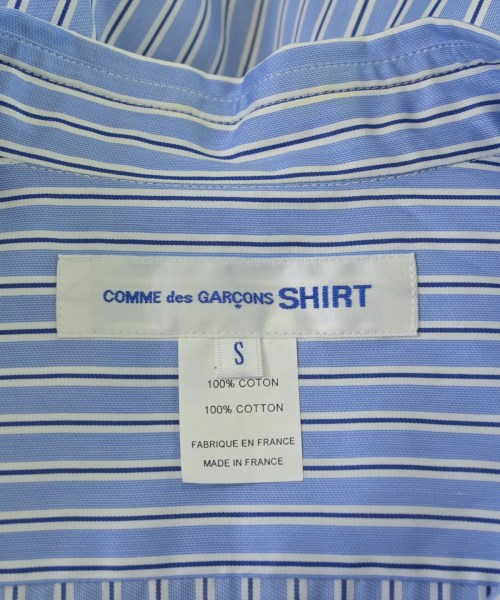 COMME des GARÇONS SHIRT
S
100% COTON
100% COTTON
FABRIQUE EN FRANCE
MADE IN FRANCE